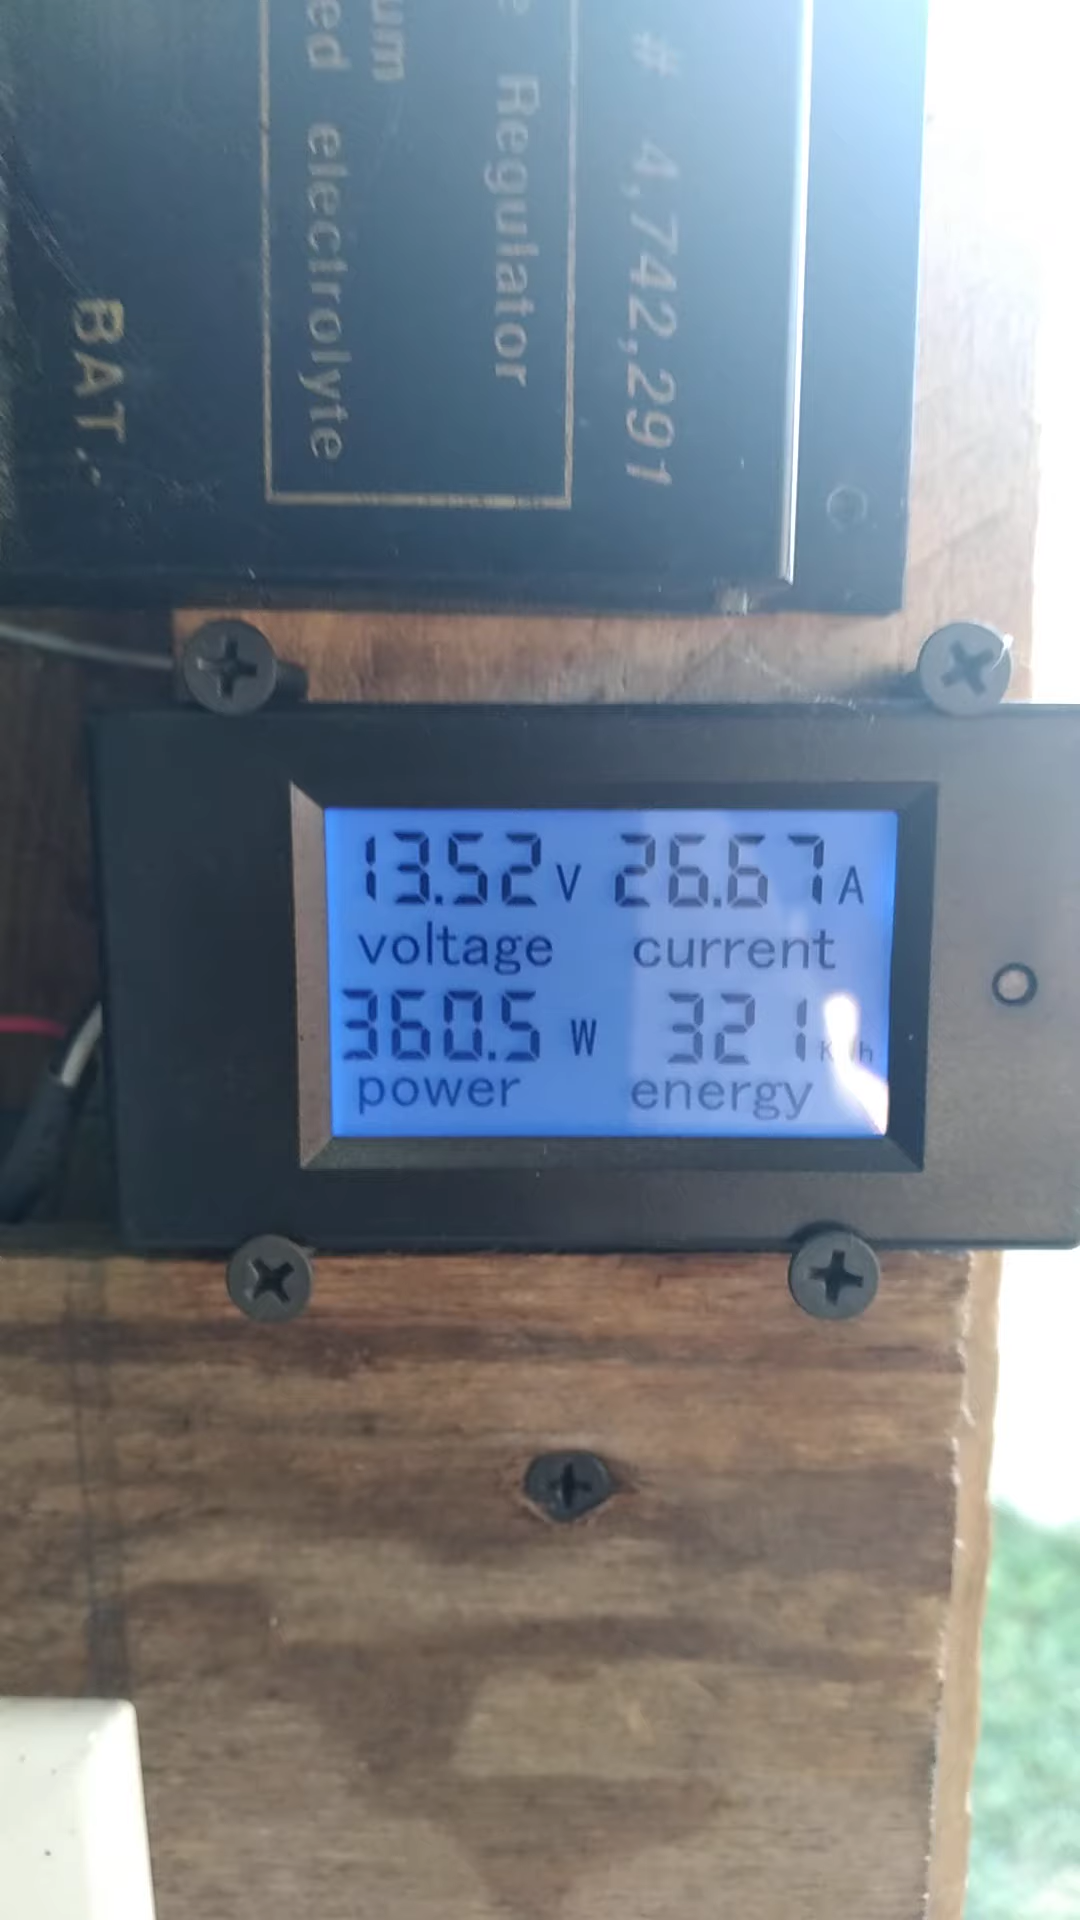 # 4,742,291
e Regulator
um
ed electrolyte
BAT.
13.52 V 26.67 A
voltage current
360.5 W 321
power energy